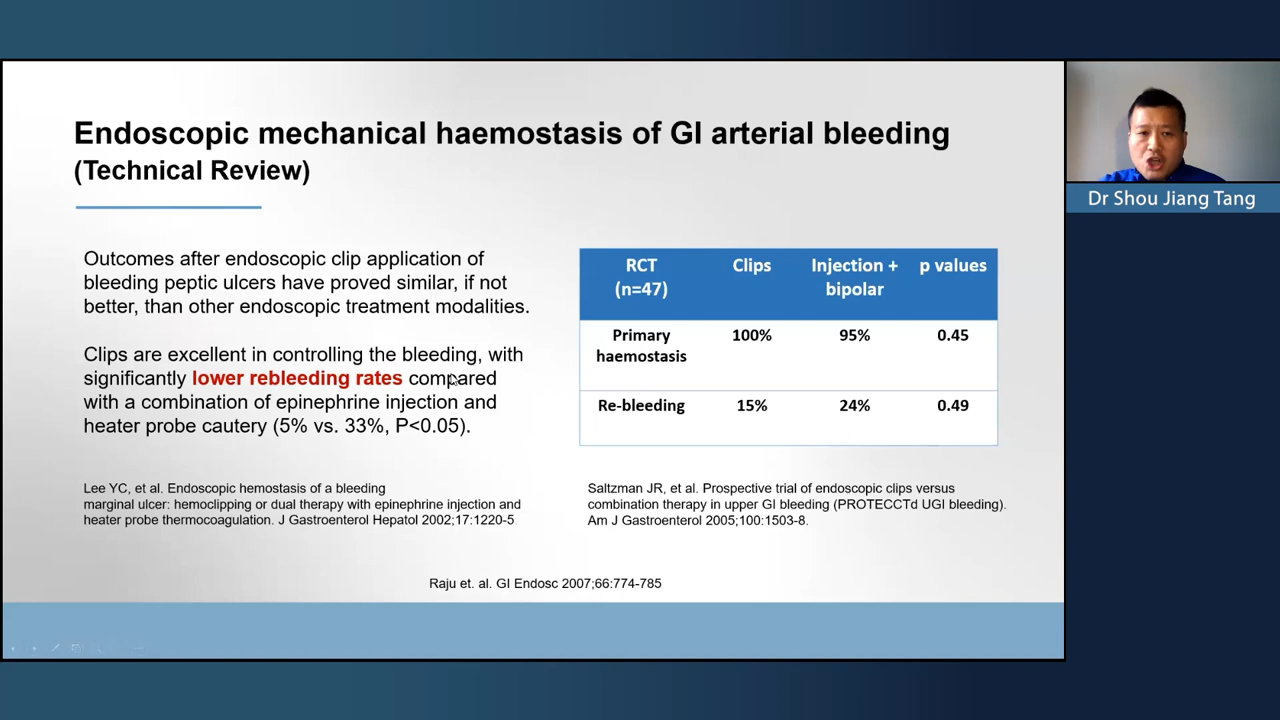 Endoscopic mechanical haemostasis of GI arterial bleeding
(Technical Review)
Outcomes after endoscopic clip application of
bleeding peptic ulcers have proved similar, if not
better, than other endoscopic treatment modalities.
Clips are excellent in controlling the bleeding, with
significantly lower rebleeding rates compared
with a combination of epinephrine injection and
heater probe cautery (5% vs. 33%, P<0.05).
Lee YC, et al. Endoscopic hemostasis of a bleeding
marginal ulcer: hemoclipping or dual therapy with epinephrine injection and
heater probe thermocoagulation. J Gastroenterol Hepatol 2002;17:1220-5
RCT Clips Injection + p values
(n=47) bipolar
Primary 100% 95% 0.45
haemostasis
Re-bleeding 15% 24% 0.49
Saltzman JR, et al. Prospective trial of endoscopic clips versus
combination therapy in upper GI bleeding (PROTECCTd UGI bleeding).
Am J Gastroenterol 2005;100:1503-8.
Raju et. al. GI Endosc 2007;66:774-785
Dr Shou Jiang Tang